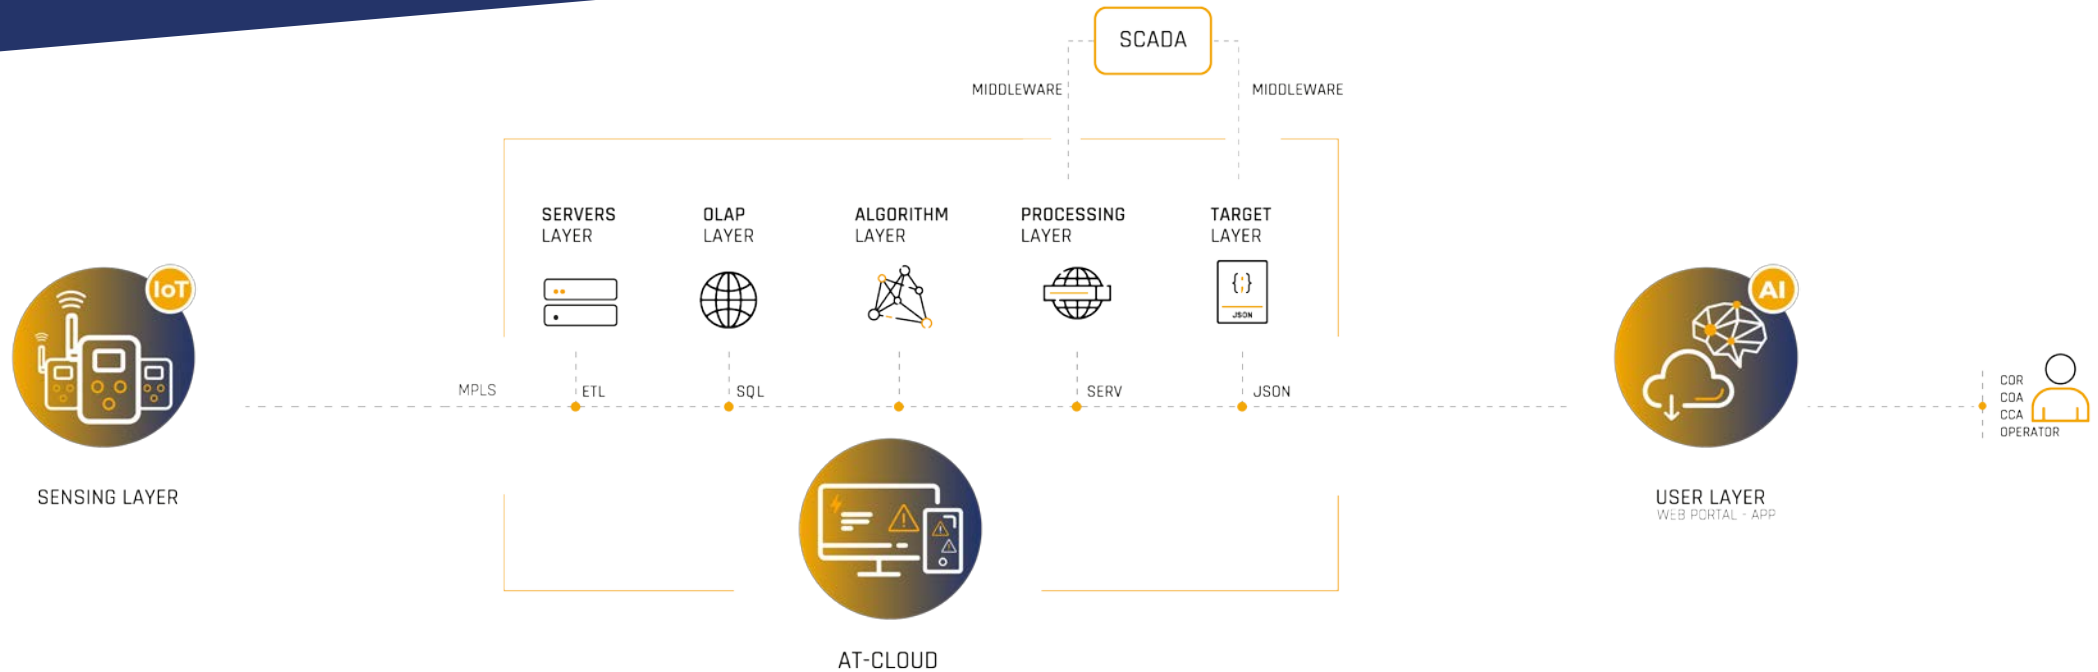 SCADA
MIDDLEWARE
MIDDLEWARE
SERVERS
LAYER
OLAP
LAYER
ALGORITHM
LAYER
PROCESSING
LAYER
TARGET
LAYER
{;}
JSON
IoT
AI
MPLS
ETL
SQL
SERV
JSON
COR
COA
CCA
OPERATOR
SENSING LAYER
USER LAYER
WEB PORTAL - APP
AT-CLOUD